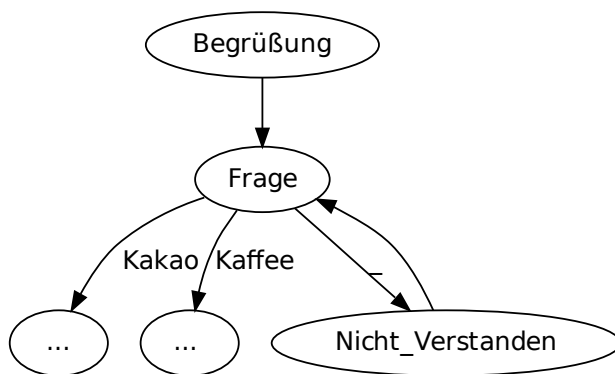 Begrüßung
Frage
Kakao
Kaffee
_
...
...
Nicht_Verstanden